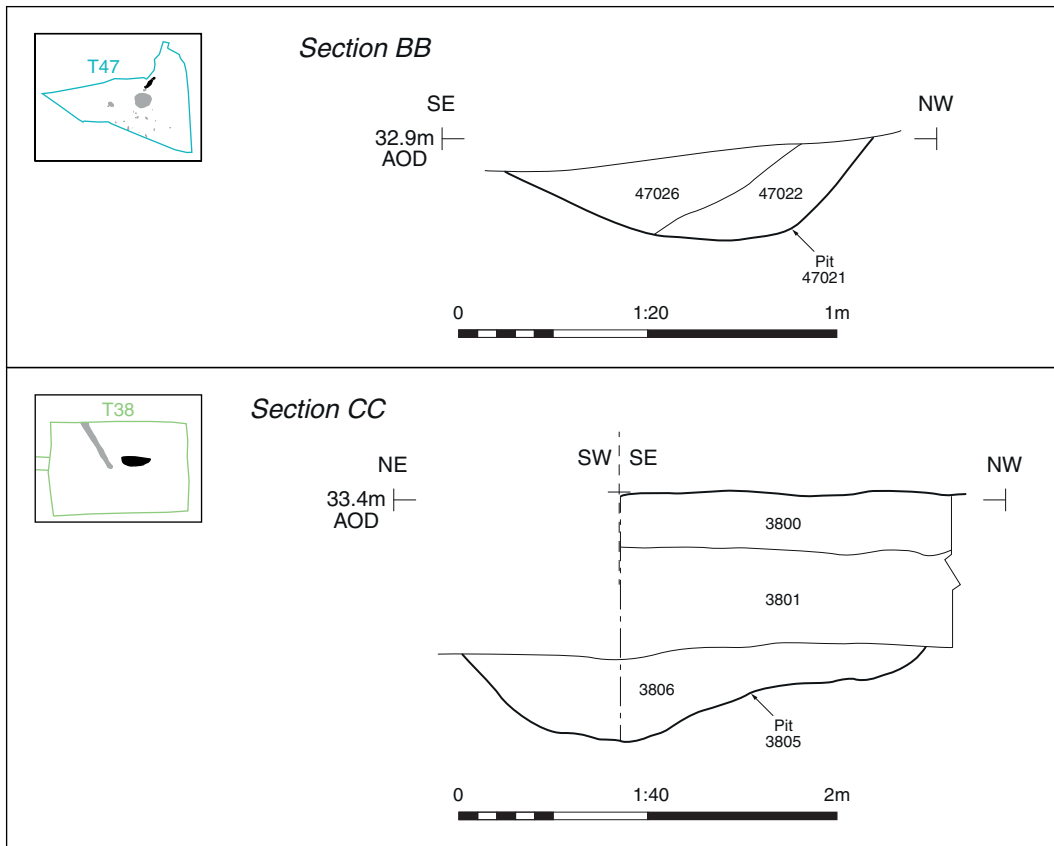 Section BB
T47
SE
NW
32.9m
AOD
47026
47022
Pit
47021
0 1:20 1m
Section CC
T38
NE
SW SE
NW
33.4m
AOD
3800
3801
3806
Pit
3805
0 1:40 2m